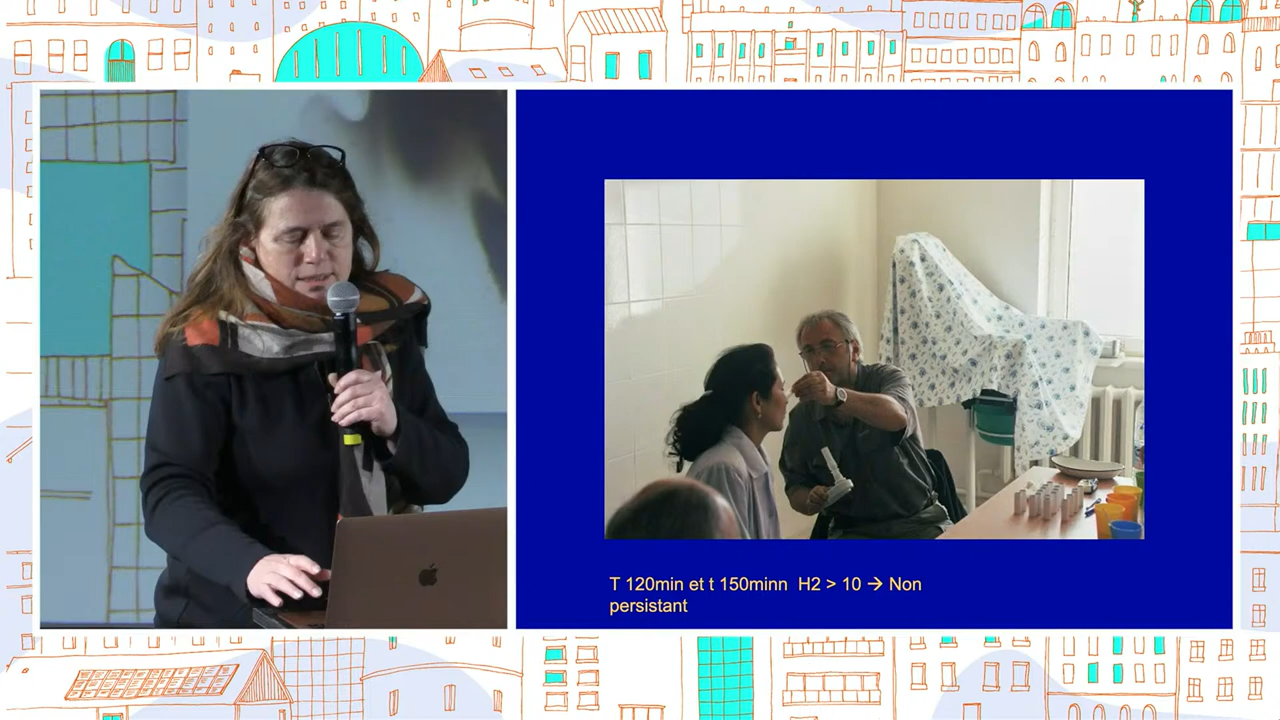 T 120min et t 150minn  H2 > 10 → Non
persistant